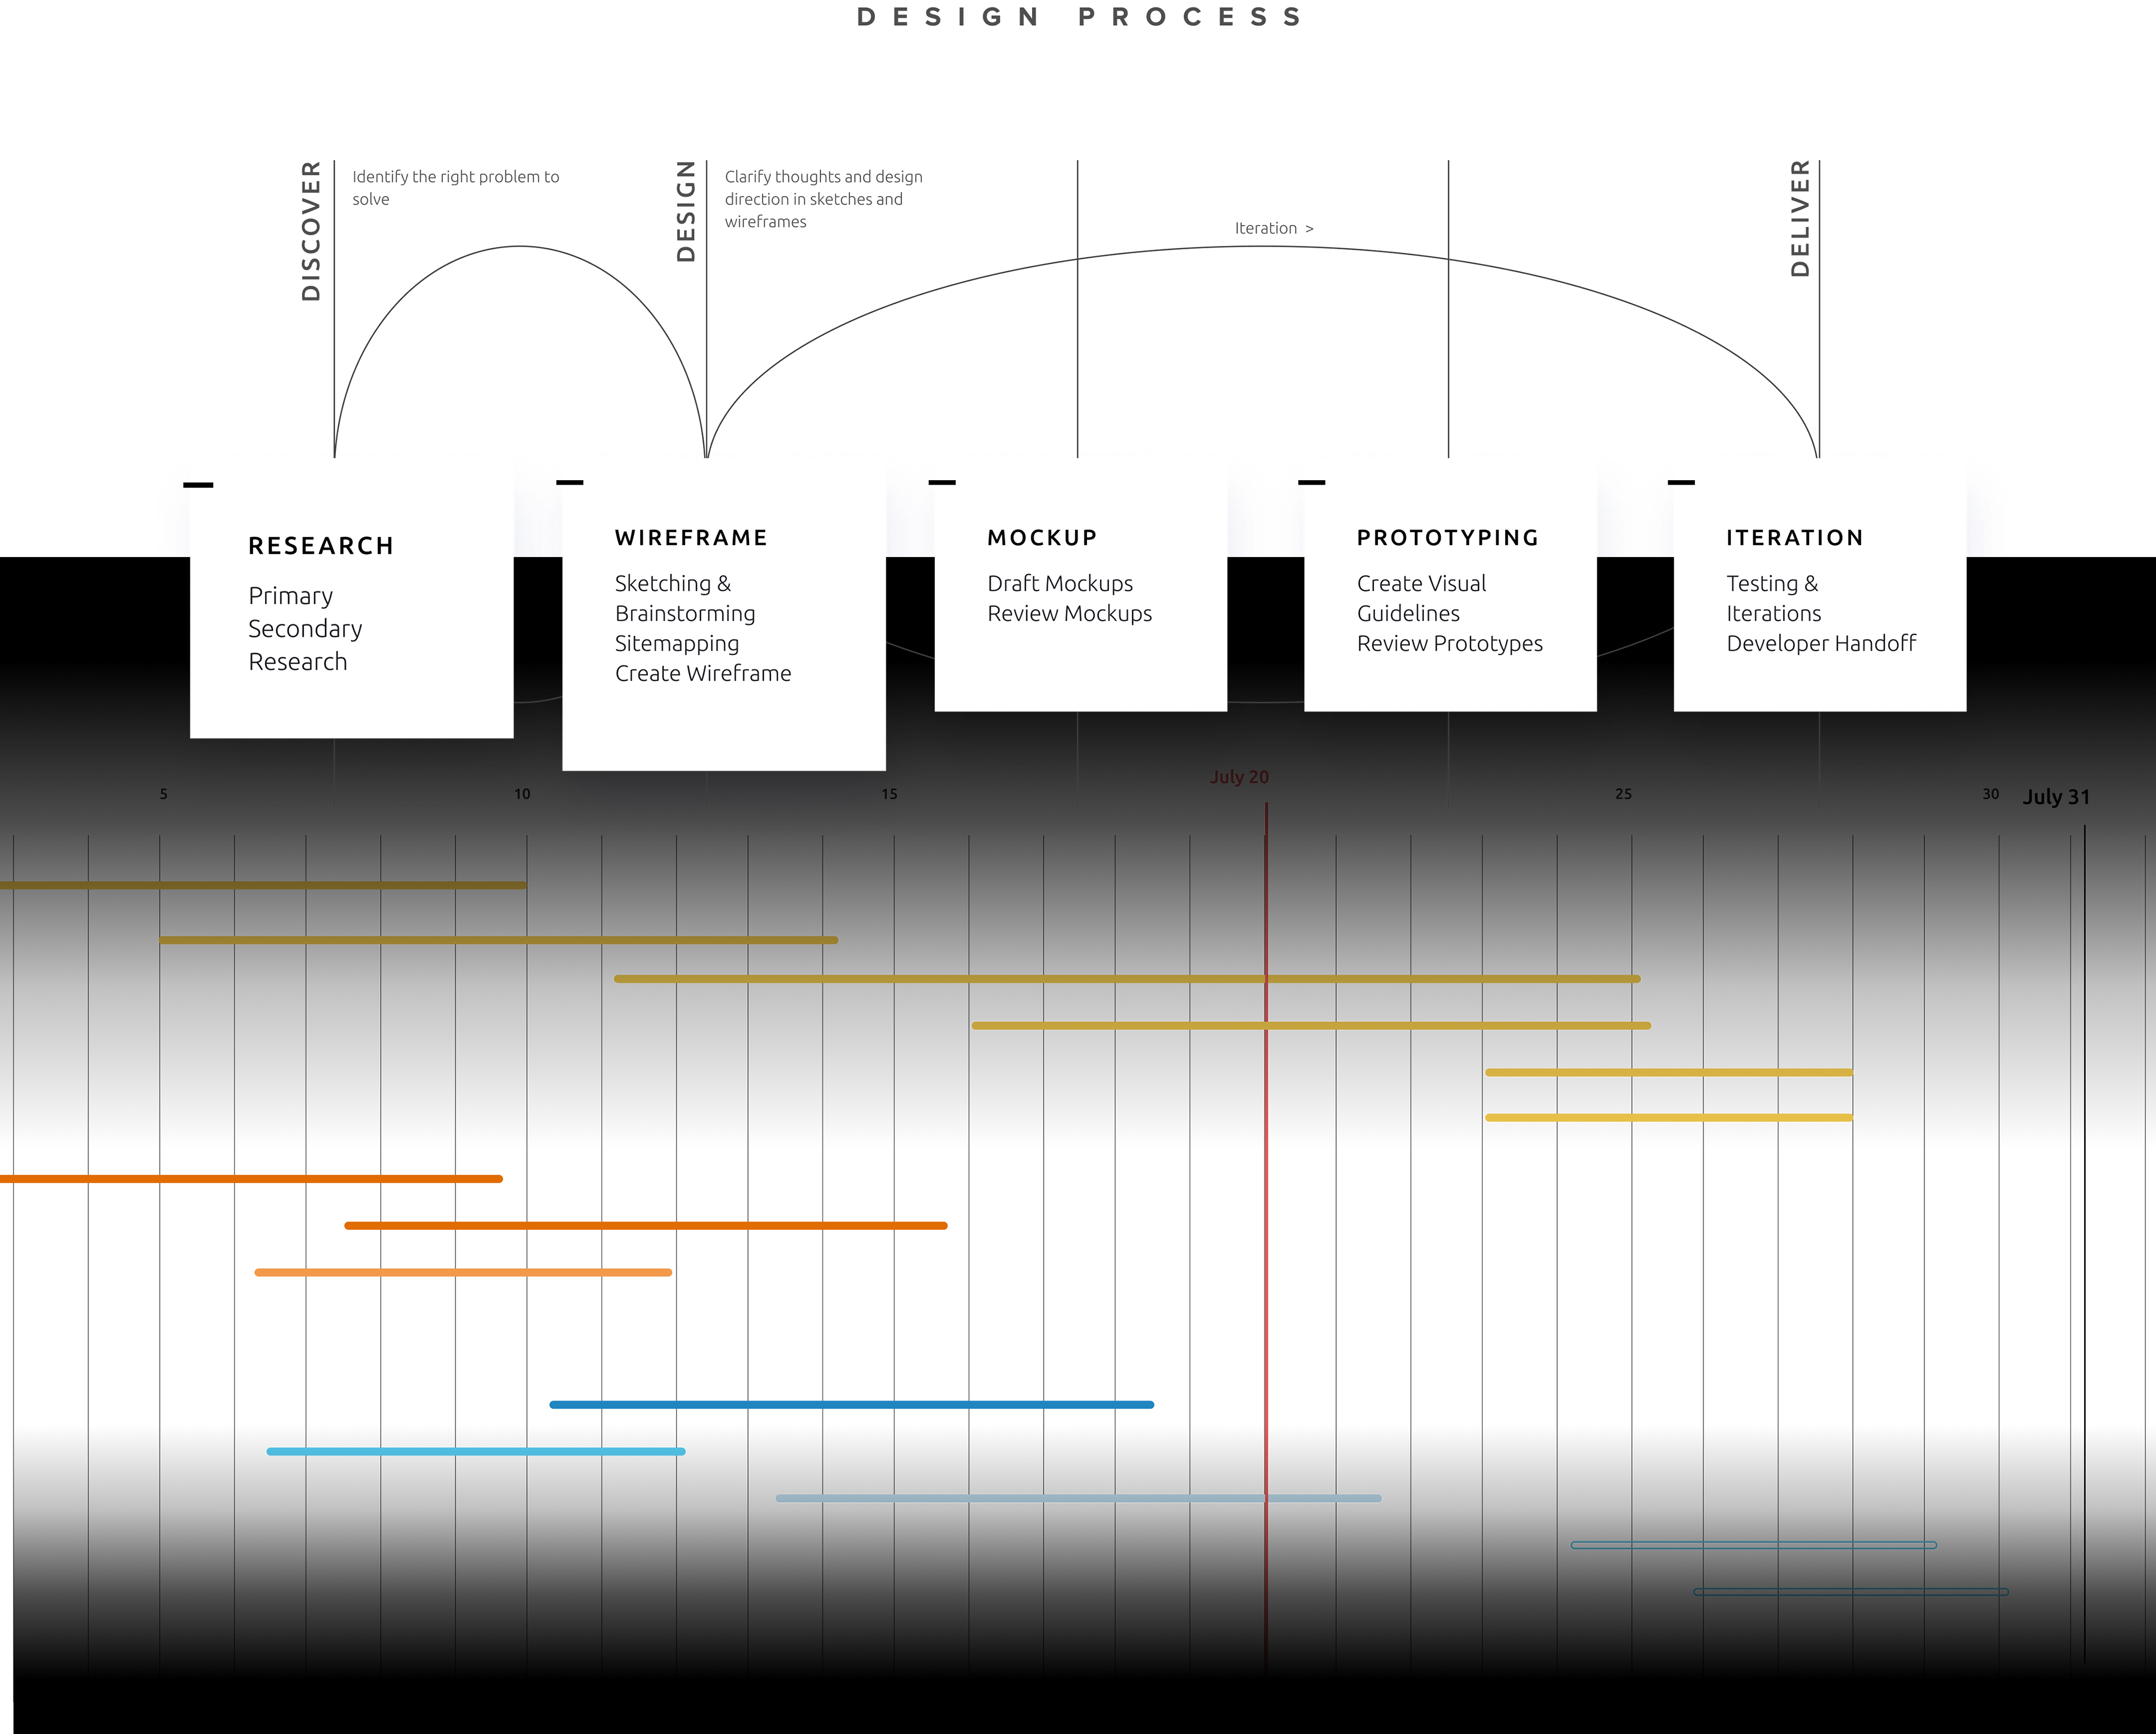 DESIGN PROCESS
DISCOVER
Identify the right problem to
solve
DESIGN
Clarify thoughts and design
direction in sketches and
wireframes
Iteration >
DELIVER
RESEARCH
Primary
Secondary
Research
WIREFRAME
Sketching &
Brainstorming
Sitemapping
Create Wireframe
MOCKUP
Draft Mockups
Review Mockups
PROTOTYPING
Create Visual
Guidelines
Review Prototypes
ITERATION
Testing &
Iterations
Developer Handoff
5
10
15
July 20
25
30
July 31